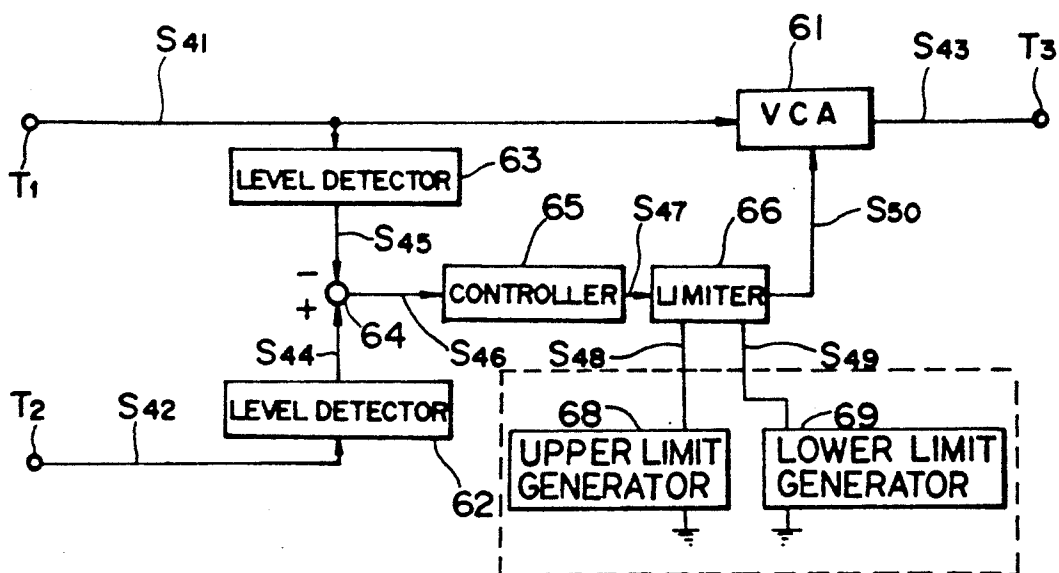 61
S41
S43
T3
VCA
T1
LEVEL DETECTOR
63
S45
65
S47
66
S50
−
+
CONTROLLER
LIMITER
64
S44
S46
S48
S49
T2
S42
LEVEL DETECTOR
62
68
69
UPPER LIMIT
GENERATOR
LOWER LIMIT
GENERATOR